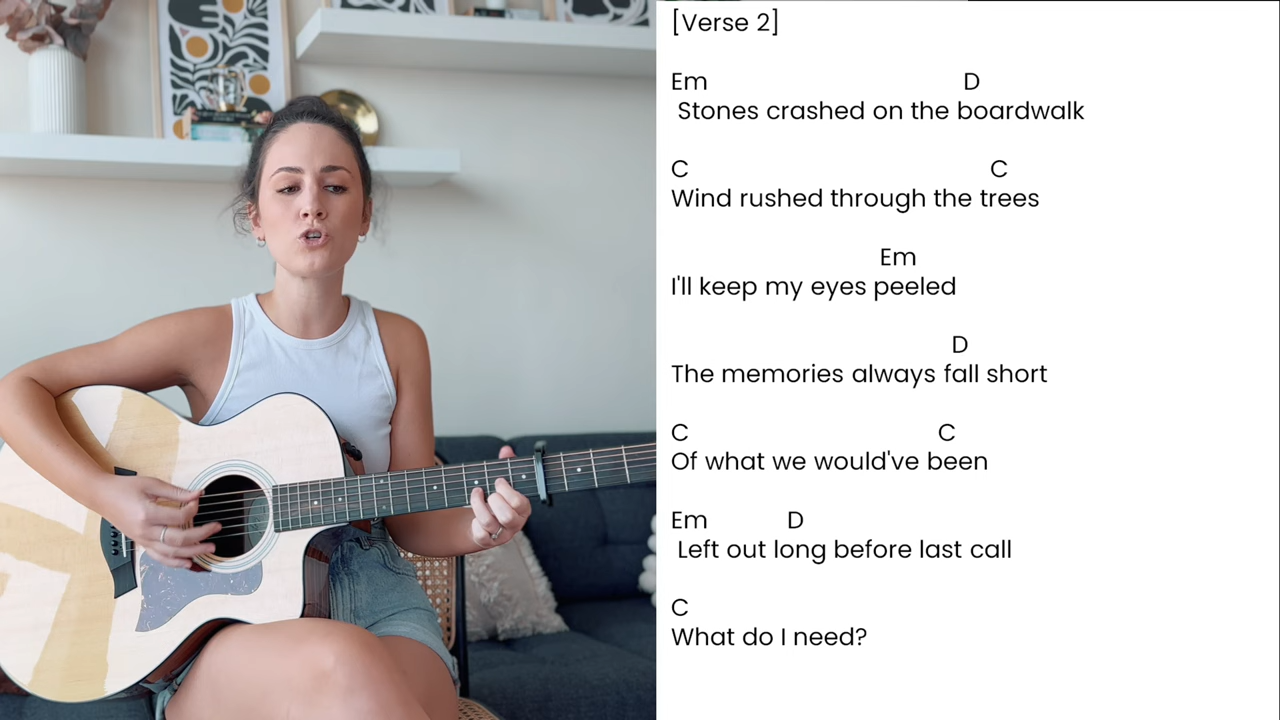 [Verse 2]
Em D
Stones crashed on the boardwalk
C C
Wind rushed through the trees
Em
I'll keep my eyes peeled
D
The memories always fall short
C C
Of what we would've been
Em D
Left out long before last call
C
What do I need?